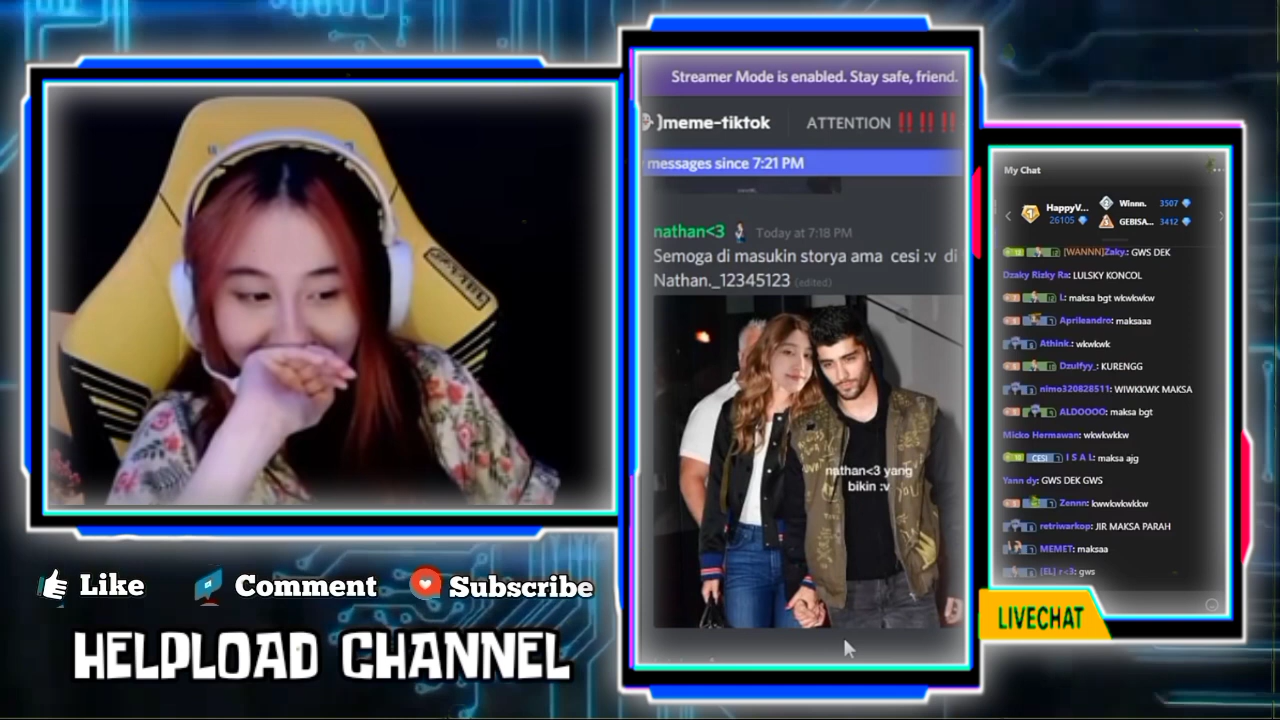 Streamer Mode is enabled. Stay safe, friend.
)meme-tiktok
ATTENTION ‼️ ‼️ ‼️
messages since 7:21 PM
nathan<3
Today at 7:18 PM
Semoga di masukin storya ama cesi :v di
Nathan._12345123 (edited)
nathan<3 yang
bikin :v
My Chat
HappyV...
26105
Winnn. 3507
GEBISA... 3412
[WANNN]Zaky.: GWS DEK
Dzaky Rizky Ra: LULSKY KONCOL
L: maksa bgt wkwkwkw
Aprileandro: maksaaa
Athink.: wkwkwk
Dzulfyy_: KURENGG
nimo320828511: WIWKKWK MAKSA
ALDOOOO: maksa bgt
Micko Hermawan: wkwkwkkw
CESI I S A L: maksa ajg
Yann dy: GWS DEK GWS
Zennn: kwwkwkwkkw
retriwarkop: JIR MAKSA PARAH
MEMET: maksaa
[EL] r<3: gws
LIVECHAT
Like
Comment
Subscribe
HELPLOAD CHANNEL